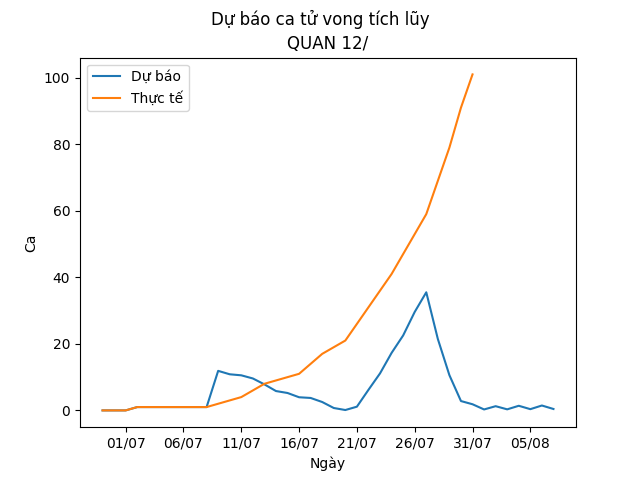 Dự báo ca tử vong tích lũy
QUAN 12/
Dự báo
Thực tế
100
80
60
40
20
0
Ca
01/07
06/07
11/07
16/07
21/07
26/07
31/07
05/08
Ngày